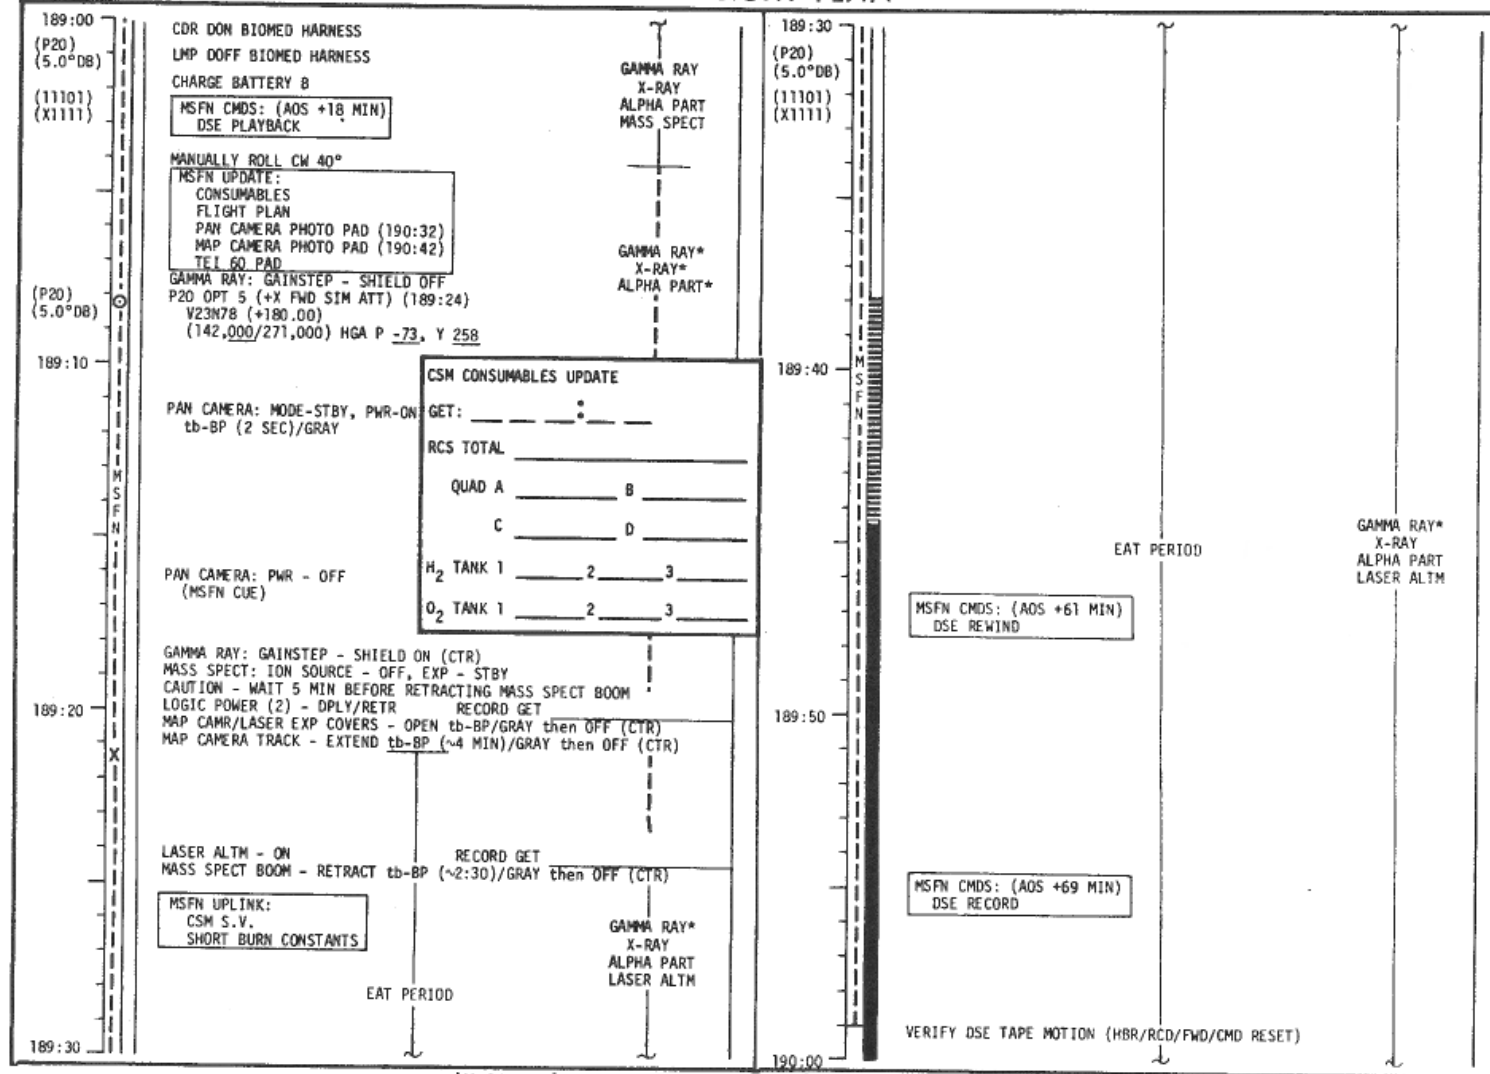 189:00
(P20)
(5.0°DB)
(11101)
(X1111)
CDR DON BIOMED HARNESS
LMP DOFF BIOMED HARNESS
CHARGE BATTERY B
MSFN CMDS: (AOS +18 MIN)
DSE PLAYBACK
GAMMA RAY
X-RAY
ALPHA PART
MASS SPECT
MANUALLY ROLL CW 40°
MSFN UPDATE:
CONSUMABLES
FLIGHT PLAN
PAN CAMERA PHOTO PAD (190:32)
MAP CAMERA PHOTO PAD (190:42)
TEI 60 PAD
GAMMA RAY*
X-RAY*
ALPHA PART*
GAMMA RAY: GAINSTEP - SHIELD OFF
(P20)
(5.0°DB)
P20 OPT 5 (+X FWD SIM ATT) (189:24)
V23N78 (+180.00)
(142,000/271,000) HGA P -73, Y 258
189:10
PAN CAMERA: MODE-STBY, PWR-ON
tb-BP (2 SEC)/GRAY
CSM CONSUMABLES UPDATE
GET: ___ ___ ___ : ___ ___
RCS TOTAL
QUAD A B
C D
H2 TANK 1 2 3
O2 TANK 1 2 3
MSFN
PAN CAMERA: PWR - OFF
(MSFN CUE)
GAMMA RAY: GAINSTEP - SHIELD ON (CTR)
MASS SPECT: ION SOURCE - OFF, EXP - STBY
CAUTION - WAIT 5 MIN BEFORE RETRACTING MASS SPECT BOOM
189:20
LOGIC POWER (2) - DPLY/RETR RECORD GET
MAP CAMR/LASER EXP COVERS - OPEN tb-BP/GRAY then OFF (CTR)
MAP CAMERA TRACK - EXTEND tb-BP (~4 MIN)/GRAY then OFF (CTR)
X
LASER ALTM - ON RECORD GET
MASS SPECT BOOM - RETRACT tb-BP (~2:30)/GRAY then OFF (CTR)
MSFN UPLINK:
CSM S.V.
SHORT BURN CONSTANTS
GAMMA RAY*
X-RAY
ALPHA PART
LASER ALTM
EAT PERIOD
189:30
189:30
(P20)
(5.0°DB)
(11101)
(X1111)
189:40
MSFN
EAT PERIOD
GAMMA RAY*
X-RAY
ALPHA PART
LASER ALTM
MSFN CMDS: (AOS +61 MIN)
DSE REWIND
189:50
MSFN CMDS: (AOS +69 MIN)
DSE RECORD
VERIFY DSE TAPE MOTION (HBR/RCD/FWD/CMD RESET)
190:00